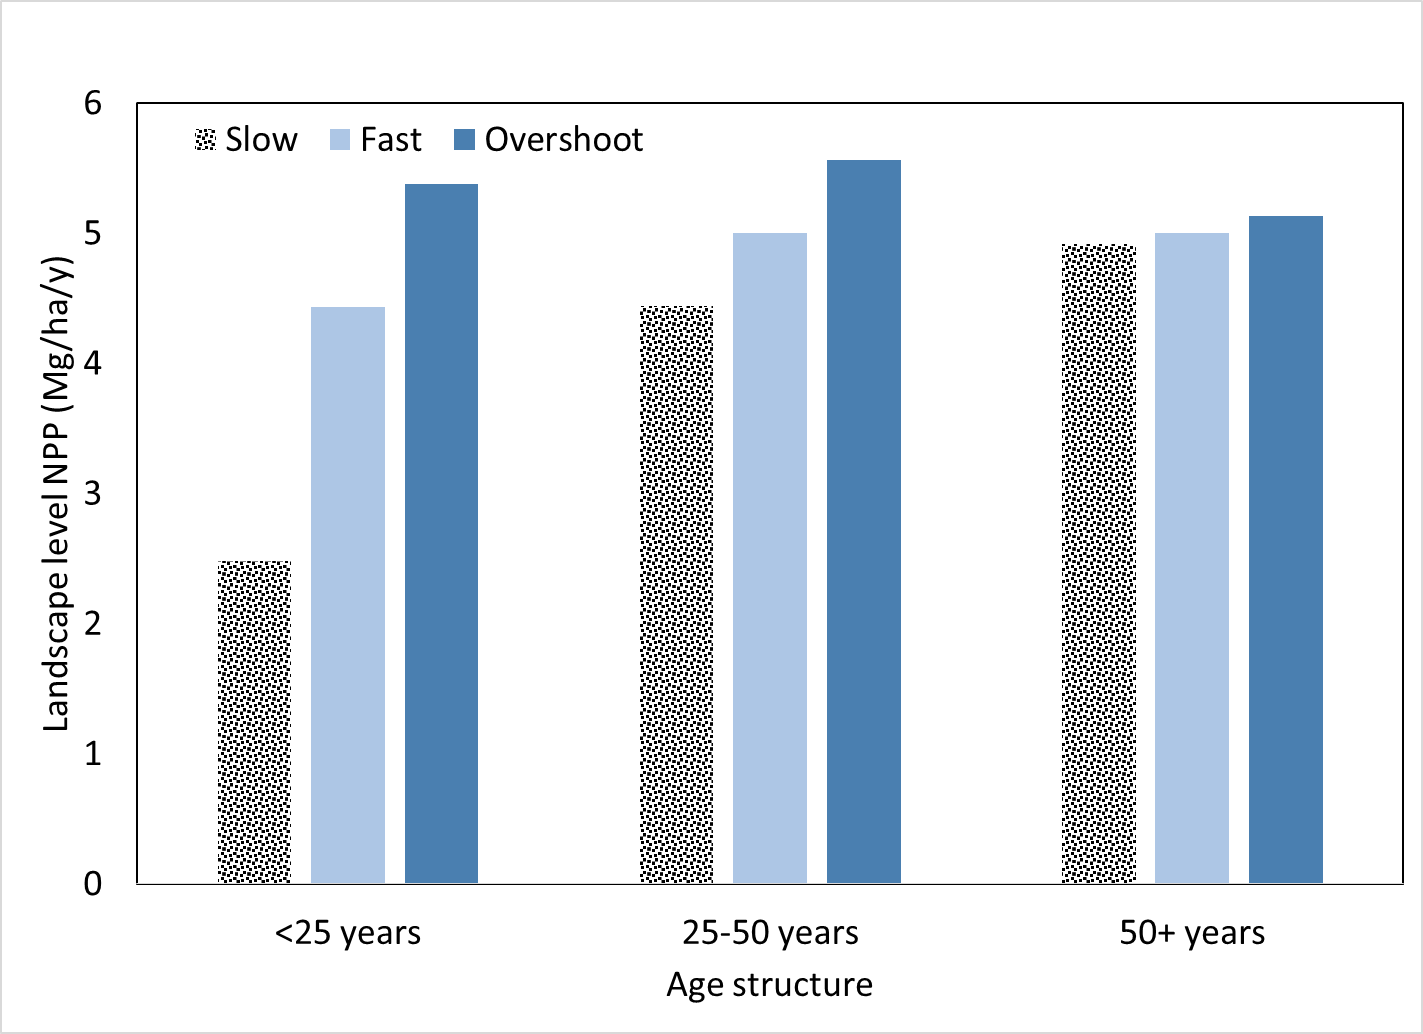 6
Slow Fast Overshoot
5
4
3
2
1
0
Landscape level NPP (Mg/ha/y)
<25 years 25-50 years 50+ years
Age structure